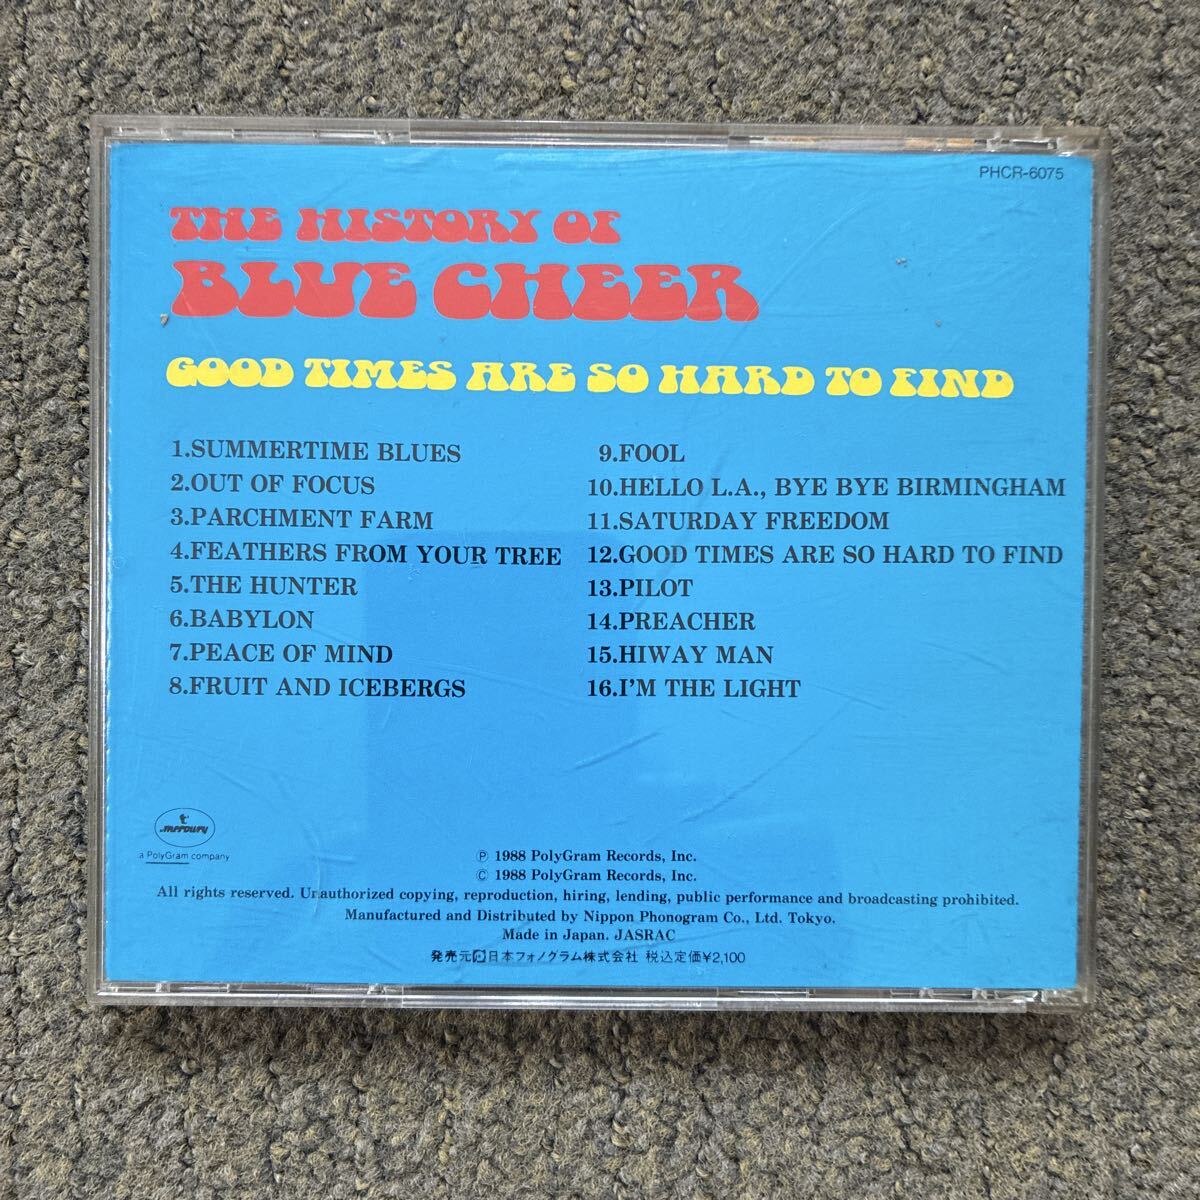 PHCR-6075
THE HISTORY OF
BLUE CHEER
GOOD TIMES ARE SO HARD TO FIND
1.SUMMERTIME BLUES
2.OUT OF FOCUS
3.PARCHMENT FARM
4.FEATHERS FROM YOUR TREE
5.THE HUNTER
6.BABYLON
7.PEACE OF MIND
8.FRUIT AND ICEBERGS
9.FOOL
10.HELLO L.A., BYE BYE BIRMINGHAM
11.SATURDAY FREEDOM
12.GOOD TIMES ARE SO HARD TO FIND
13.PILOT
14.PREACHER
15.HIWAY MAN
16.I'M THE LIGHT
mercury
a PolyGram company
Ⓟ 1988 PolyGram Records, Inc.
© 1988 PolyGram Records, Inc.
All rights reserved. Unauthorized copying, reproduction, hiring, lending, public performance and broadcasting prohibited.
Manufactured and Distributed by Nippon Phonogram Co., Ltd. Tokyo.
Made in Japan. JASRAC
発売元 日本フォノグラム株式会社 税込定価¥2,100